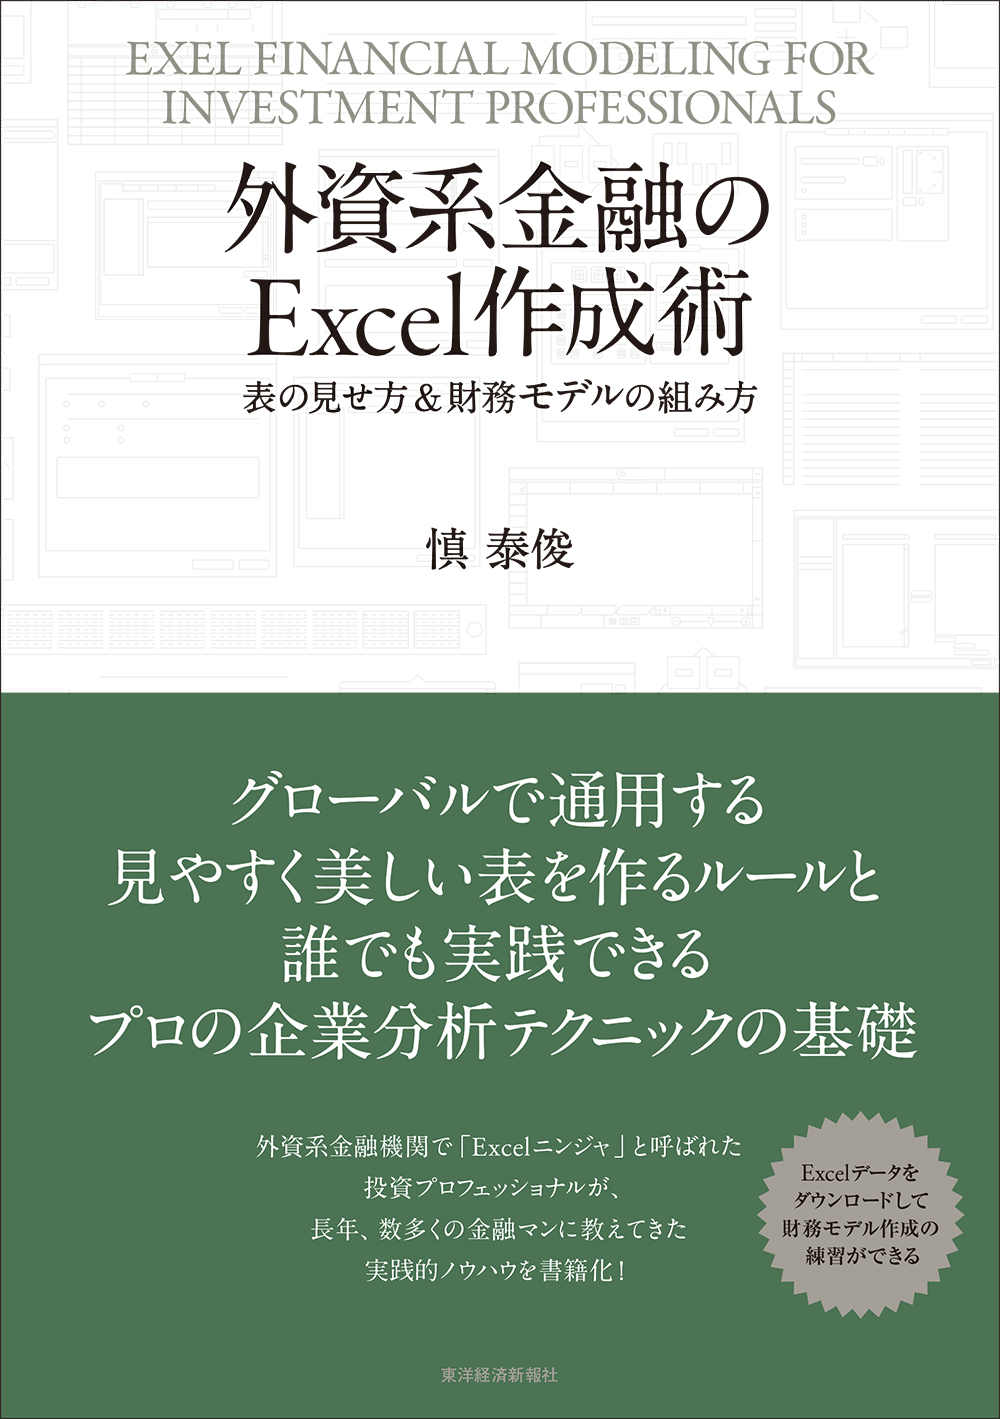 EXEL FINANCIAL MODELING FOR
INVESTMENT PROFESSIONALS
外資系金融の
Excel作成術
表の見せ方＆財務モデルの組み方
慎 泰俊
グローバルで通用する
見やすく美しい表を作るルールと
誰でも実践できる
プロの企業分析テクニックの基礎
外資系金融機関で「Excelニンジャ」と呼ばれた
投資プロフェッショナルが、
長年、数多くの金融マンに教えてきた
実践的ノウハウを書籍化！
Excelデータを
ダウンロードして
財務モデル作成の
練習ができる
東洋経済新報社